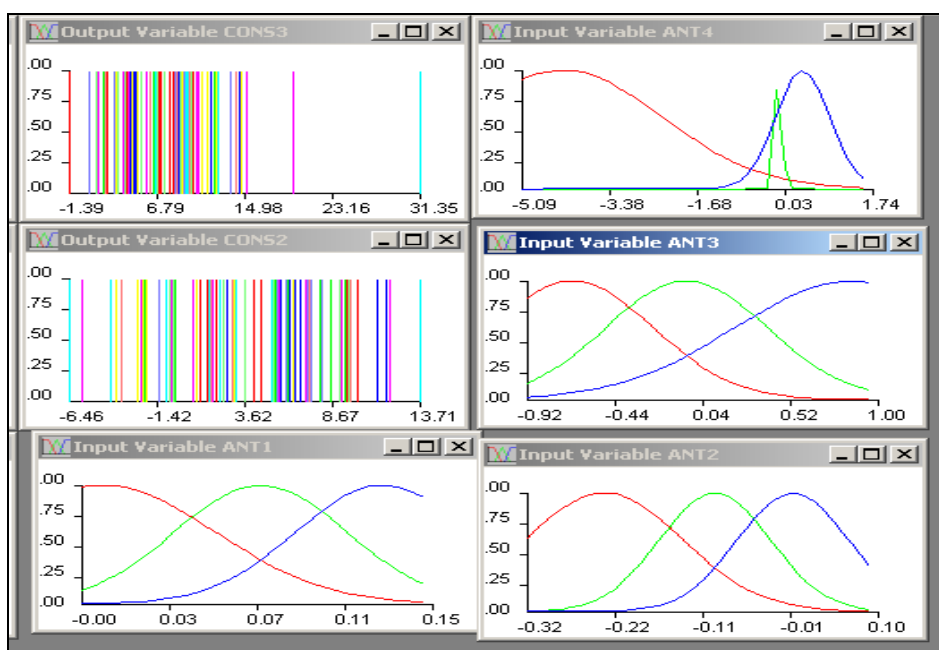 Output Variable CONS3
.00
.75
.50
.25
.00
-1.39 6.79 14.98 23.16 31.35
Input Variable ANT4
.00
.75
.50
.25
.00
-5.09 -3.38 -1.68 0.03 1.74
Output Variable CONS2
.00
.75
.50
.25
.00
-6.46 -1.42 3.62 8.67 13.71
Input Variable ANT3
.00
.75
.50
.25
.00
-0.92 -0.44 0.04 0.52 1.00
Input Variable ANT1
.00
.75
.50
.25
.00
-0.00 0.03 0.07 0.11 0.15
Input Variable ANT2
.00
.75
.50
.25
.00
-0.32 -0.22 -0.11 -0.01 0.10